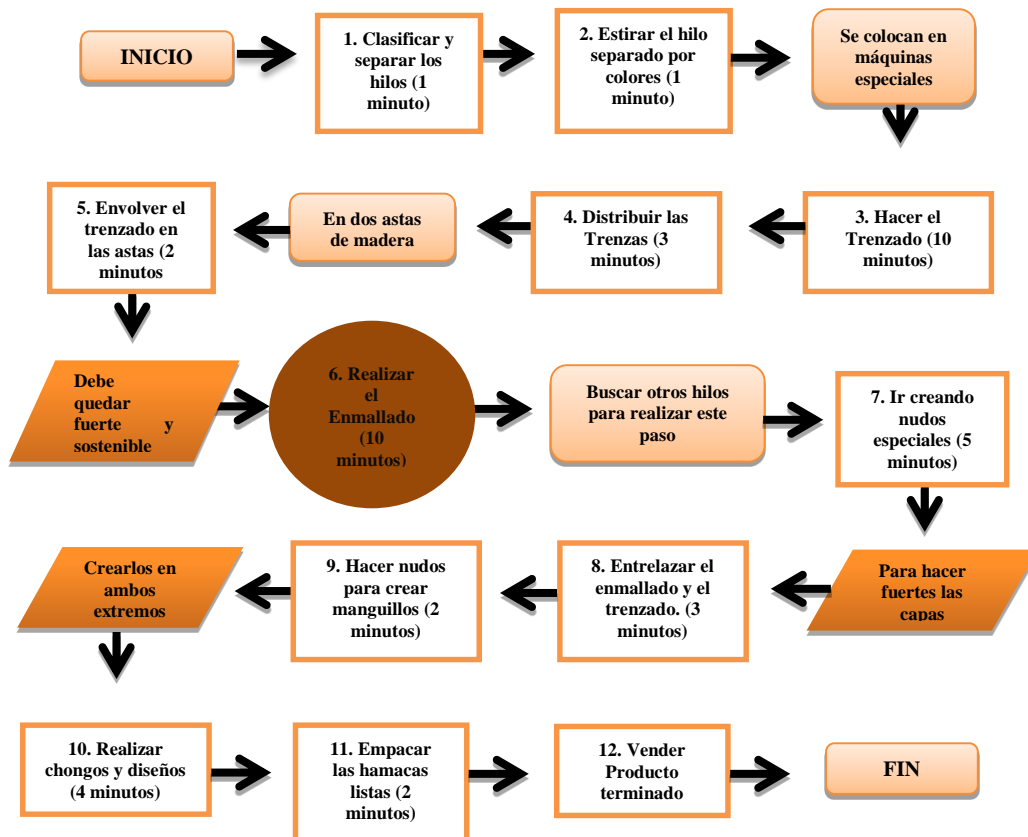 INICIO
1. Clasificar y
separar los
hilos (1
minuto)
2. Estirar el hilo
separado por
colores (1
minuto)
Se colocan en
máquinas
especiales
3. Hacer el
Trenzado (10
minutos)
4. Distribuir las
Trenzas (3
minutos)
En dos astas
de madera
5. Envolver el
trenzado en
las astas (2
minutos
Debe
quedar
fuerte y
sostenible
6. Realizar
el
Enmallado
(10
minutos)
Buscar otros hilos
para realizar este
paso
7. Ir creando
nudos
especiales (5
minutos)
Para hacer
fuertes las
capas
8. Entrelazar el
enmallado y el
trenzado. (3
minutos)
9. Hacer nudos
para crear
manguillos (2
minutos)
Crearlos en
ambos
extremos
10. Realizar
chongos y diseños
(4 minutos)
11. Empacar
las hamacas
listas (2
minutos)
12. Vender
Producto
terminado
FIN